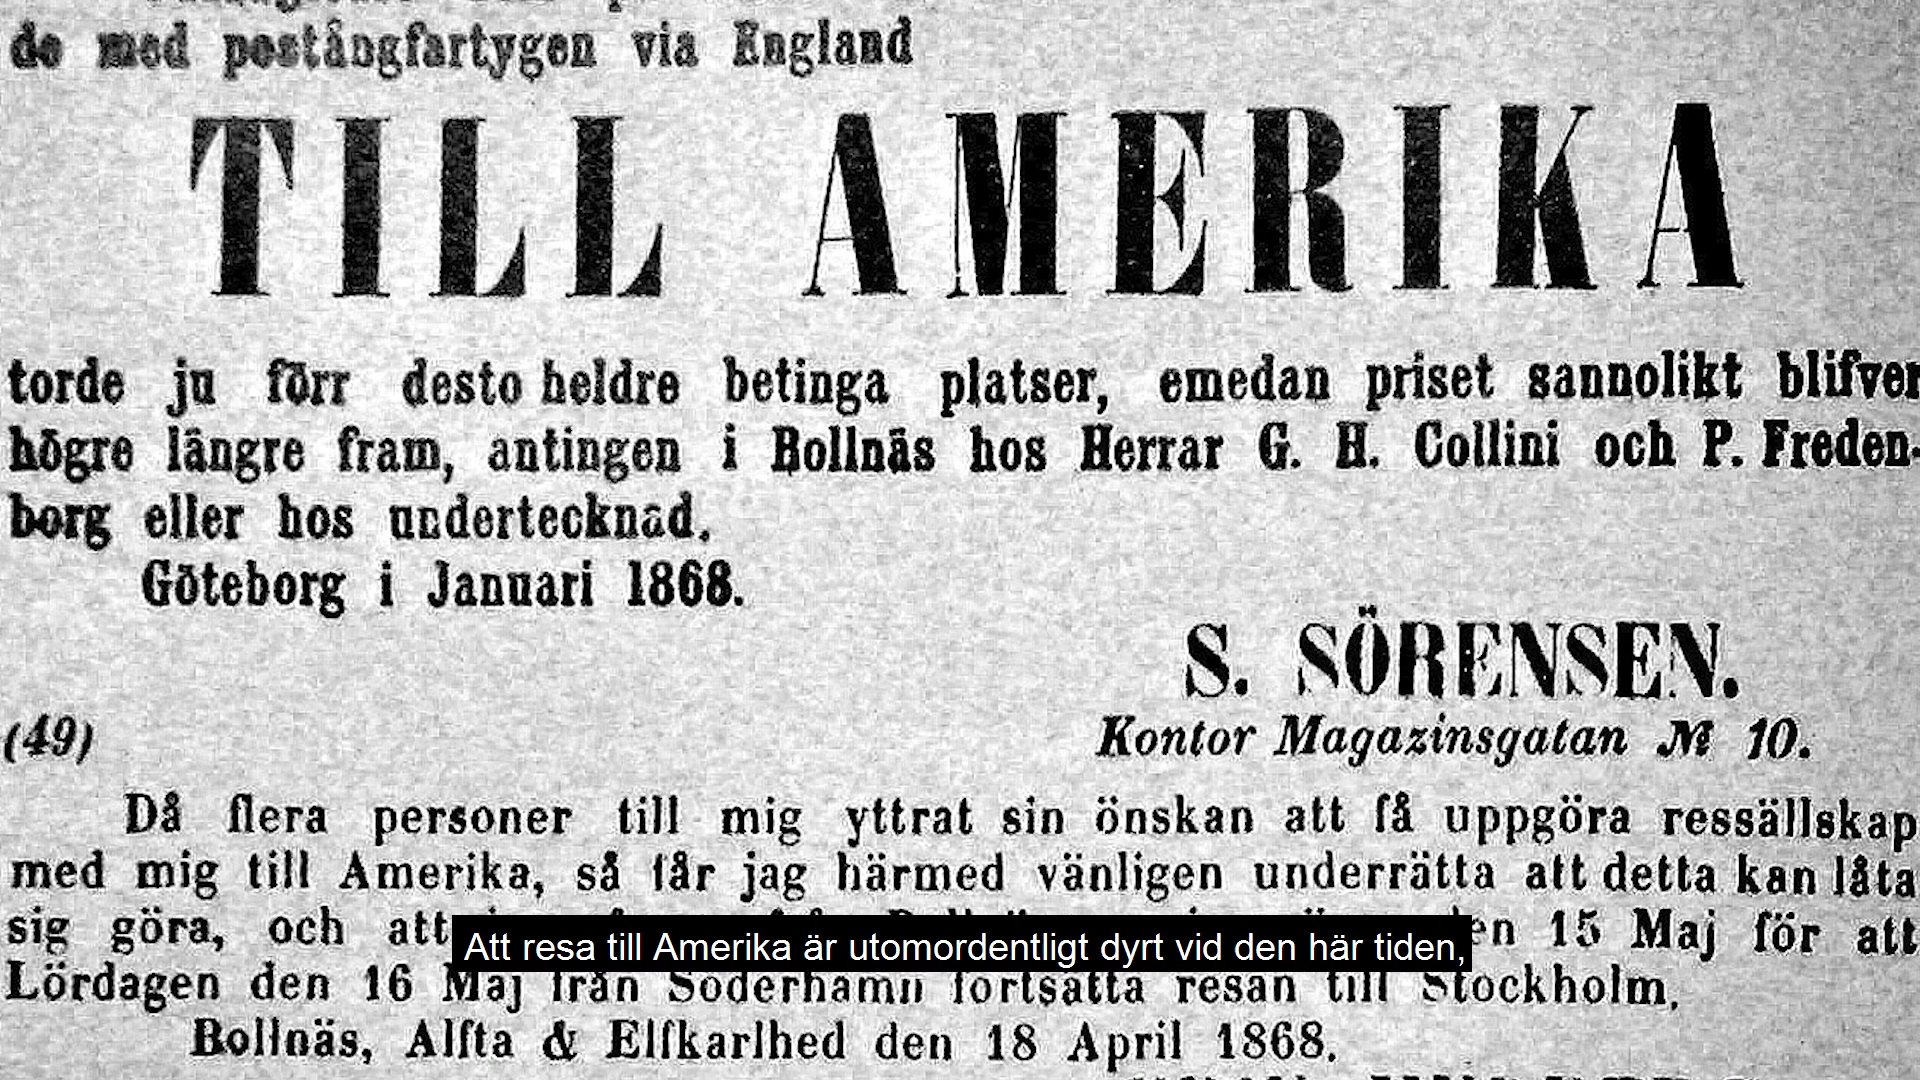 de med postångfartygen via England
TILL AMERIKA
torde ju förr desto heldre betinga platser, emedan priset sannolikt blifver
högre längre fram, antingen i Bollnäs hos Herrar G. H. Collini och P. Freden-
borg eller hos undertecknad.
Göteborg i Januari 1868.
S. SÖRENSEN.
(49)
Kontor Magazinsgatan № 10.
Då flera personer till mig yttrat sin önskan att få uppgöra ressällskap
med mig till Amerika, så får jag härmed vänligen underrätta att detta kan låta
sig göra, och att den 15 Maj för att
Att resa till Amerika är utomordentligt dyrt vid den här tiden,
Lördagen den 16 Maj från Söderhamn fortsätta resan till Stockholm.
Bollnäs, Alfta & Elfkarlhed den 18 April 1868.